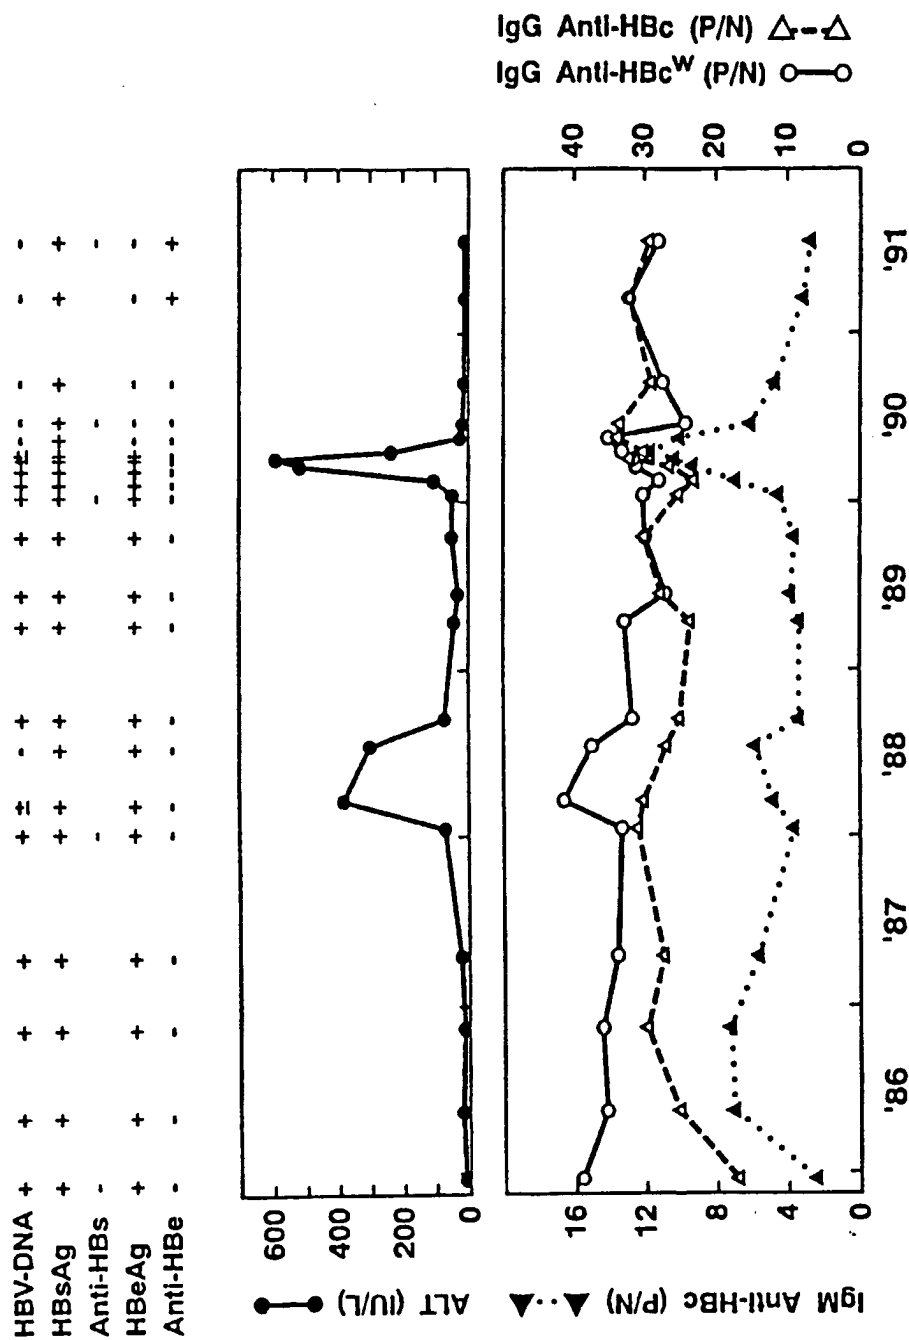 HBV-DNA + + + + + ± - + + + + ++++±-- - - -
HBsAg + + + + + + + + + + + +++++++ + + +
Anti-HBs - - - - -
HBeAg + + + + + + + + + + + +++++-- - - -
Anti-HBe - - - - - - - - - - - ------- - + +
ALT (IU/L)
600
400
200
0
IgM Anti-HBc (P/N)
16
12
8
4
0
IgG Anti-HBc (P/N)
IgG Anti-HBcW (P/N)
40
30
20
10
0
'86 '87 '88 '89 '90 '91